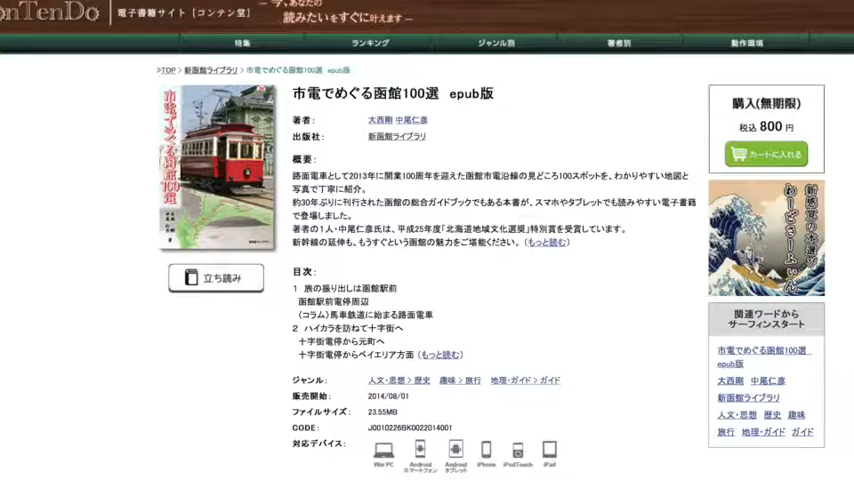 onTenDo
電子書籍サイト［コンテン堂］
― 今、あなたの
読みたいをすぐに叶えます ―
特集
ランキング
ジャンル別
著者別
動作環境
TOP > 新函館ライブラリ > 市電でめぐる函館100選 epub版
市電でめぐる函館100選
市電でめぐる函館100選 epub版
著者：
大西剛 中尾仁彦
出版社：
新函館ライブラリ
概要：
路面電車として2013年に開業100周年を迎えた函館市電沿線の見どころ100スポットを、わかりやすい地図と
写真で丁寧に紹介。
約30年ぶりに刊行された函館の総合ガイドブックでもある本書が、スマホやタブレットでも読みやすい電子書籍
で登場しました。
著者の1人・中尾仁彦氏は、平成25年度「北海道地域文化選奨」特別賞を受賞しています。
新幹線の延伸も、もうすぐという函館の魅力をご堪能ください。（もっと読む）
立ち読み
目次：
1 旅の振り出しは函館駅前
函館駅前電停周辺
（コラム）馬車鉄道に始まる路面電車
2 ハイカラを訪ねて十字街へ
十字街電停から元町へ
十字街電停からベイエリア方面（もっと読む）
ジャンル：
人文・思想 > 歴史 趣味 > 旅行 地理・ガイド > ガイド
販売開始：
2014/08/01
ファイルサイズ：
23.55MB
CODE：
J0010226BK0022014001
対応デバイス：
Win PC
Android
スマートフォン
Android
タブレット
iPhone
iPodTouch
iPad
購入(無期限)
税込 800 円
カートに入れる
新感覚の本選び
わーどさーふぃん
関連ワードから
サーフィンスタート
市電でめぐる函館100選
epub版
大西剛 中尾仁彦
新函館ライブラリ
人文・思想 歴史 趣味
旅行 地理・ガイド ガイド